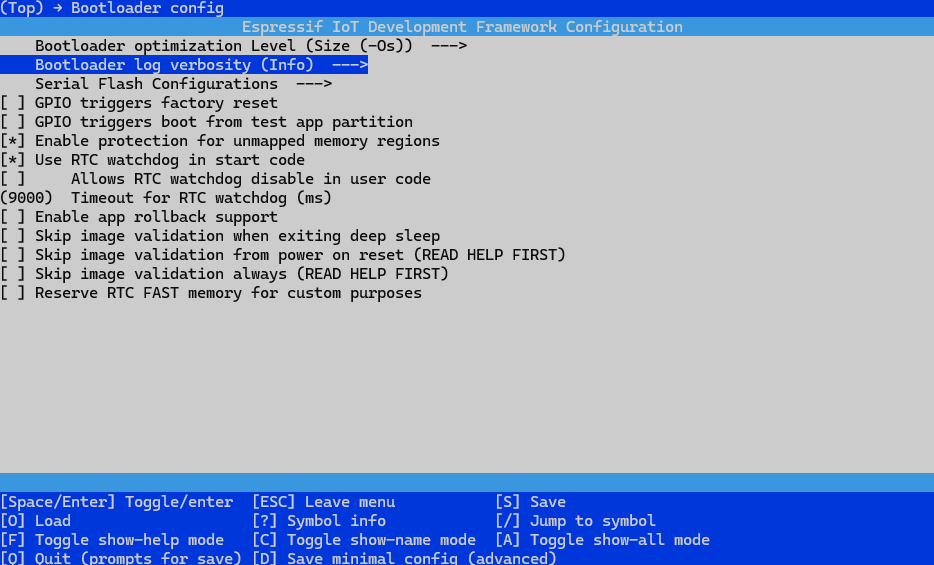 (Top) → Bootloader config
Espressif IoT Development Framework Configuration
Bootloader optimization Level (Size (-Os))  --->
Bootloader log verbosity (Info)  --->
Serial Flash Configurations  --->
[ ] GPIO triggers factory reset
[ ] GPIO triggers boot from test app partition
[*] Enable protection for unmapped memory regions
[*] Use RTC watchdog in start code
[ ]     Allows RTC watchdog disable in user code
(9000)  Timeout for RTC watchdog (ms)
[ ] Enable app rollback support
[ ] Skip image validation when exiting deep sleep
[ ] Skip image validation from power on reset (READ HELP FIRST)
[ ] Skip image validation always (READ HELP FIRST)
[ ] Reserve RTC FAST memory for custom purposes
[Space/Enter] Toggle/enter  [ESC] Leave menu           [S] Save
[O] Load                    [?] Symbol info            [/] Jump to symbol
[F] Toggle show-help mode   [C] Toggle show-name mode  [A] Toggle show-all mode
[Q] Quit (prompts for save) [D] Save minimal config (advanced)